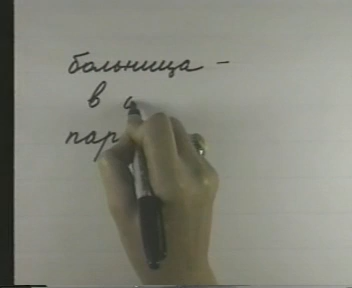 больница -
в
пар